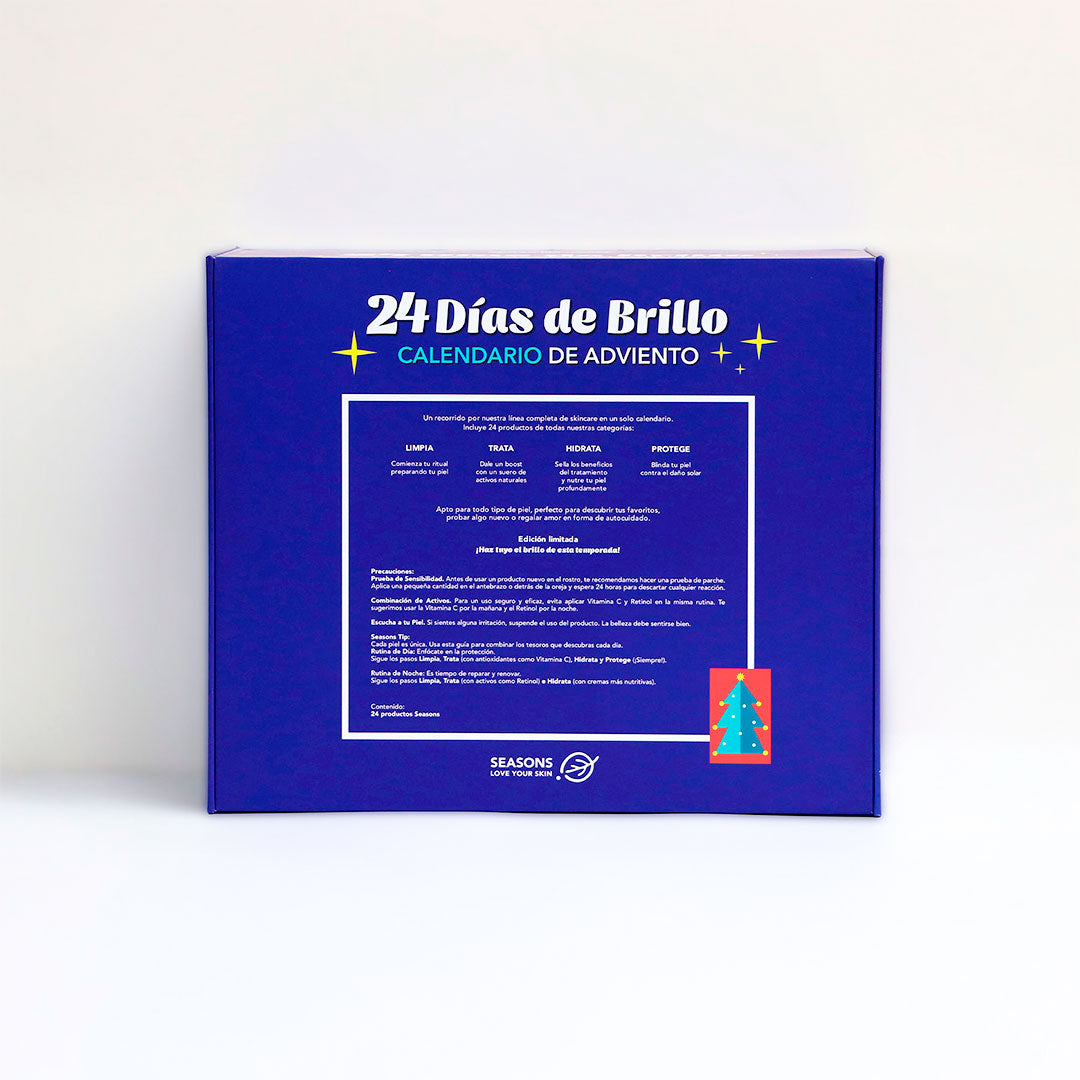 24 Días de Brillo
CALENDARIO DE ADVIENTO
Un recorrido por nuestra línea completa de skincare en un solo calendario.
Incluye 24 productos de todas nuestras categorías:
LIMPIA
Comienza tu ritual
preparando tu piel
TRATA
Dale un boost
con un suero de
activos naturales
HIDRATA
Sella los beneficios
del tratamiento
y nutre tu piel
profundamente
PROTEGE
Blinda tu piel
contra el daño solar
Apto para todo tipo de piel, perfecto para descubrir tus favoritos,
probar algo nuevo o regalar amor en forma de autocuidado.
Edición limitada
¡Haz tuyo el brillo de esta temporada!
Precauciones:
Prueba de Sensibilidad. Antes de usar un producto nuevo en el rostro, te recomendamos hacer una prueba de parche.
Aplica una pequeña cantidad en el antebrazo o detrás de la oreja y espera 24 horas para descartar cualquier reacción.
Combinación de Activos. Para un uso seguro y eficaz, evita aplicar Vitamina C y Retinol en la misma rutina. Te
sugerimos usar la Vitamina C por la mañana y el Retinol por la noche.
Escucha a tu Piel. Si sientes alguna irritación, suspende el uso del producto. La belleza debe sentirse bien.
Seasons Tip:
Cada piel es única. Usa esta guía para combinar los tesoros que descubras cada día.
Rutina de Día: Enfócate en la protección.
Sigue los pasos Limpia, Trata (con antioxidantes como Vitamina C), Hidrata y Protege (¡Siempre!).
Rutina de Noche: Es tiempo de reparar y renovar.
Sigue los pasos Limpia, Trata (con activos como Retinol) e Hidrata (con cremas más nutritivas).
Contenido:
24 productos Seasons
SEASONS
LOVE YOUR SKIN